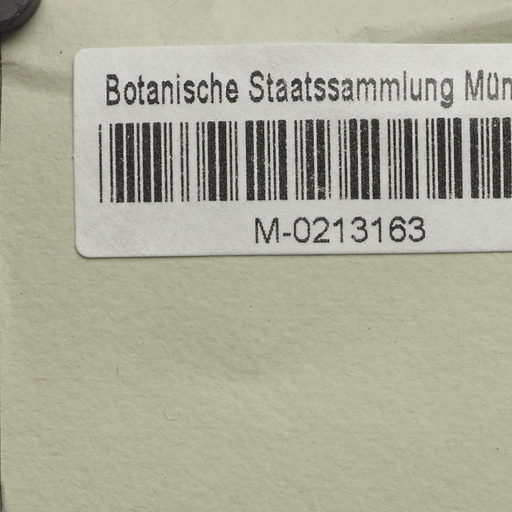 Botanische Staatssammlung Mün
M-0213163